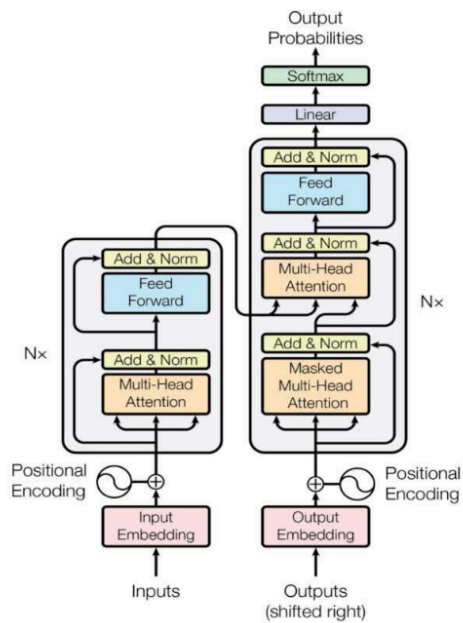 Output
Probabilities
Softmax
Linear
Add & Norm
Feed
Forward
Add & Norm
Multi-Head
Attention
Add & Norm
Masked
Multi-Head
Attention
N×
Add & Norm
Feed
Forward
N×
Add & Norm
Multi-Head
Attention
Positional
Encoding
Positional
Encoding
Input
Embedding
Output
Embedding
Inputs
Outputs
(shifted right)